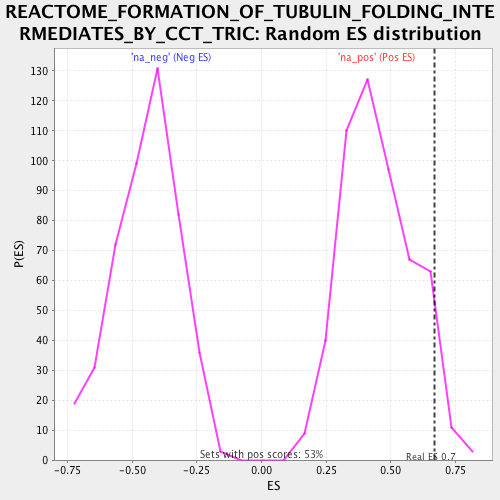 REACTOME_FORMATION_OF_TUBULIN_FOLDING_INTE
RMEDIATES_BY_CCT_TRIC: Random ES distribution
'na_neg' (Neg ES) 'na_pos' (Pos ES)
130
120
110
100
90
80
70
60
50
40
30
20
10
0
P(ES)
Sets with pos scores: 53%
Real ES 0.7
-0.75 -0.50 -0.25 0.00 0.25 0.50 0.75
ES